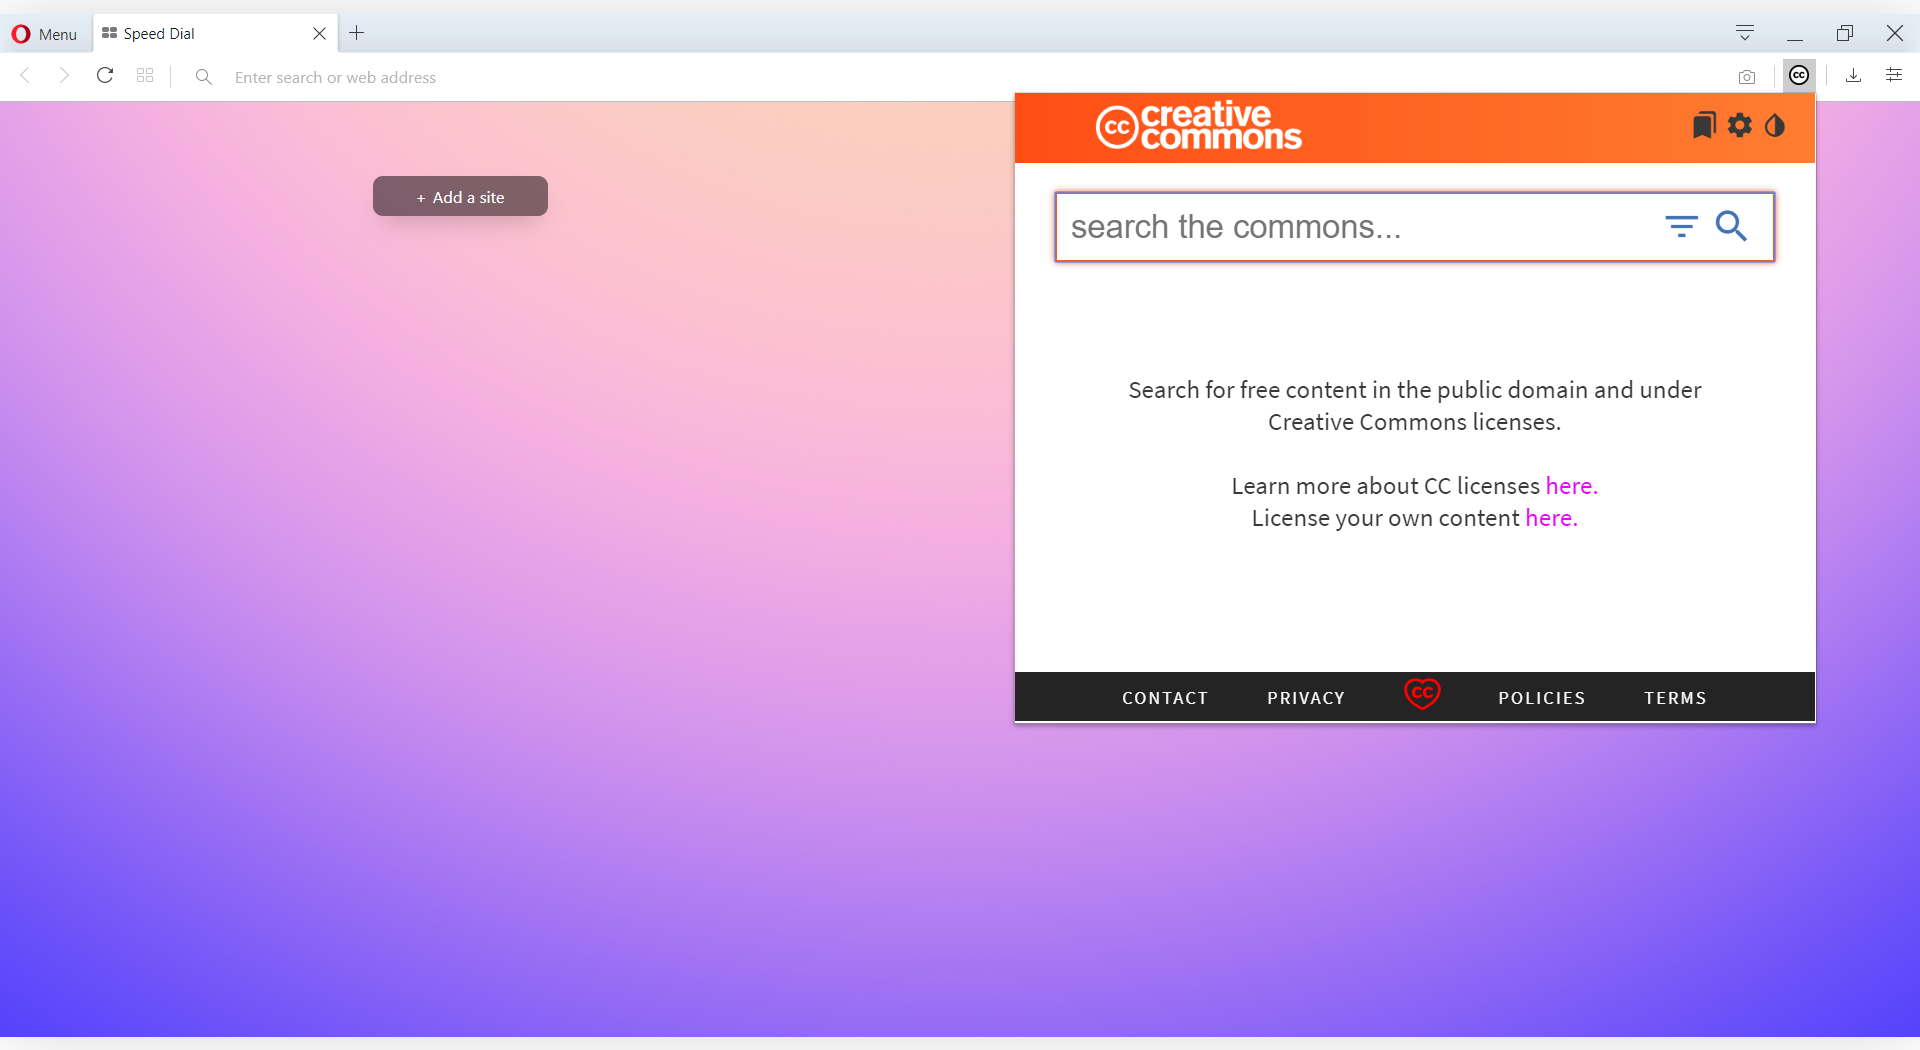 Menu
Speed Dial
Enter search or web address
cc
cc creative commons
search the commons...
+ Add a site
Search for free content in the public domain and under
Creative Commons licenses.
Learn more about CC licenses here.
License your own content here.
CONTACT PRIVACY CC POLICIES TERMS